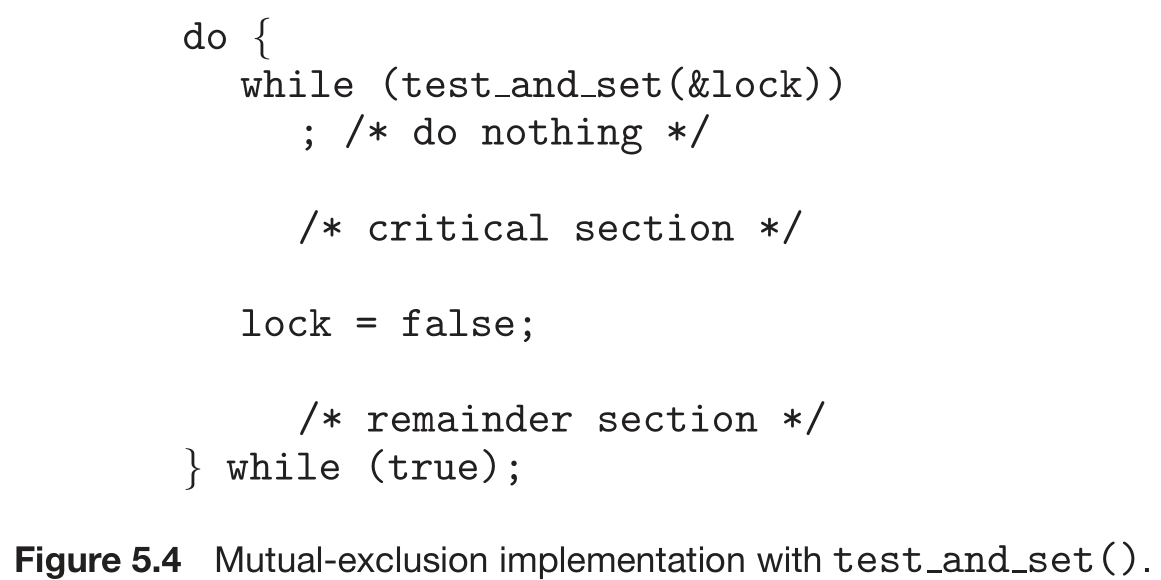 do {
while (test_and_set(&lock))
; /* do nothing */
/* critical section */
lock = false;
/* remainder section */
} while (true);
Figure 5.4 Mutual-exclusion implementation with test_and_set().